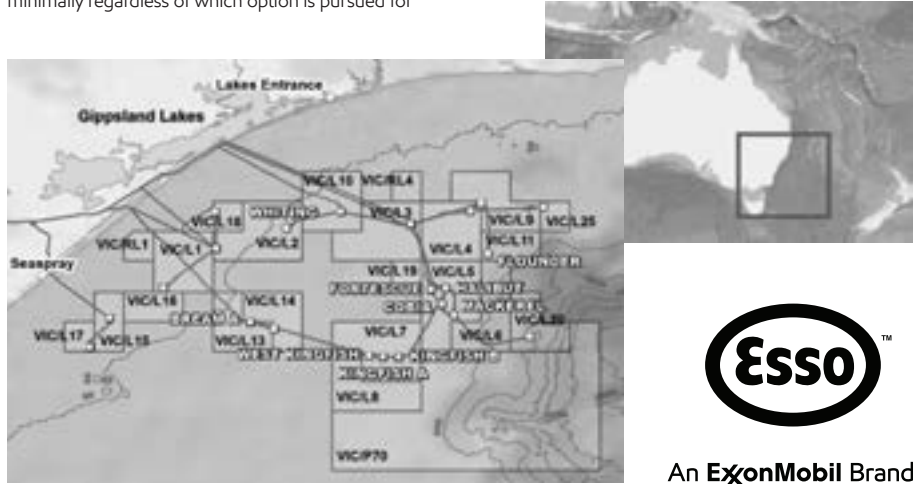 minimally regardless of which option is pursued for
Lakes Entrance
Gippsland Lakes
VIC/L10 VIC/RL4
VIC/L18 WHITING VIC/L3 VIC/L9 VIC/L25
VIC/RL1 VIC/L1 VIC/L2 VIC/L4 VIC/L11
Seaspray VIC/L19 VIC/L5 FLOUNDER
FORTESCUE HALIBUT
VIC/L16 VIC/L14 COBIA MACKEREL
BREAM A VIC/L20
VIC/L17 VIC/L15 VIC/L13 VIC/L7 VIC/L6
WEST KINGFISH KINGFISH B
KINGFISH A
VIC/L8
VIC/P70
Esso ™
An ExxonMobil Brand